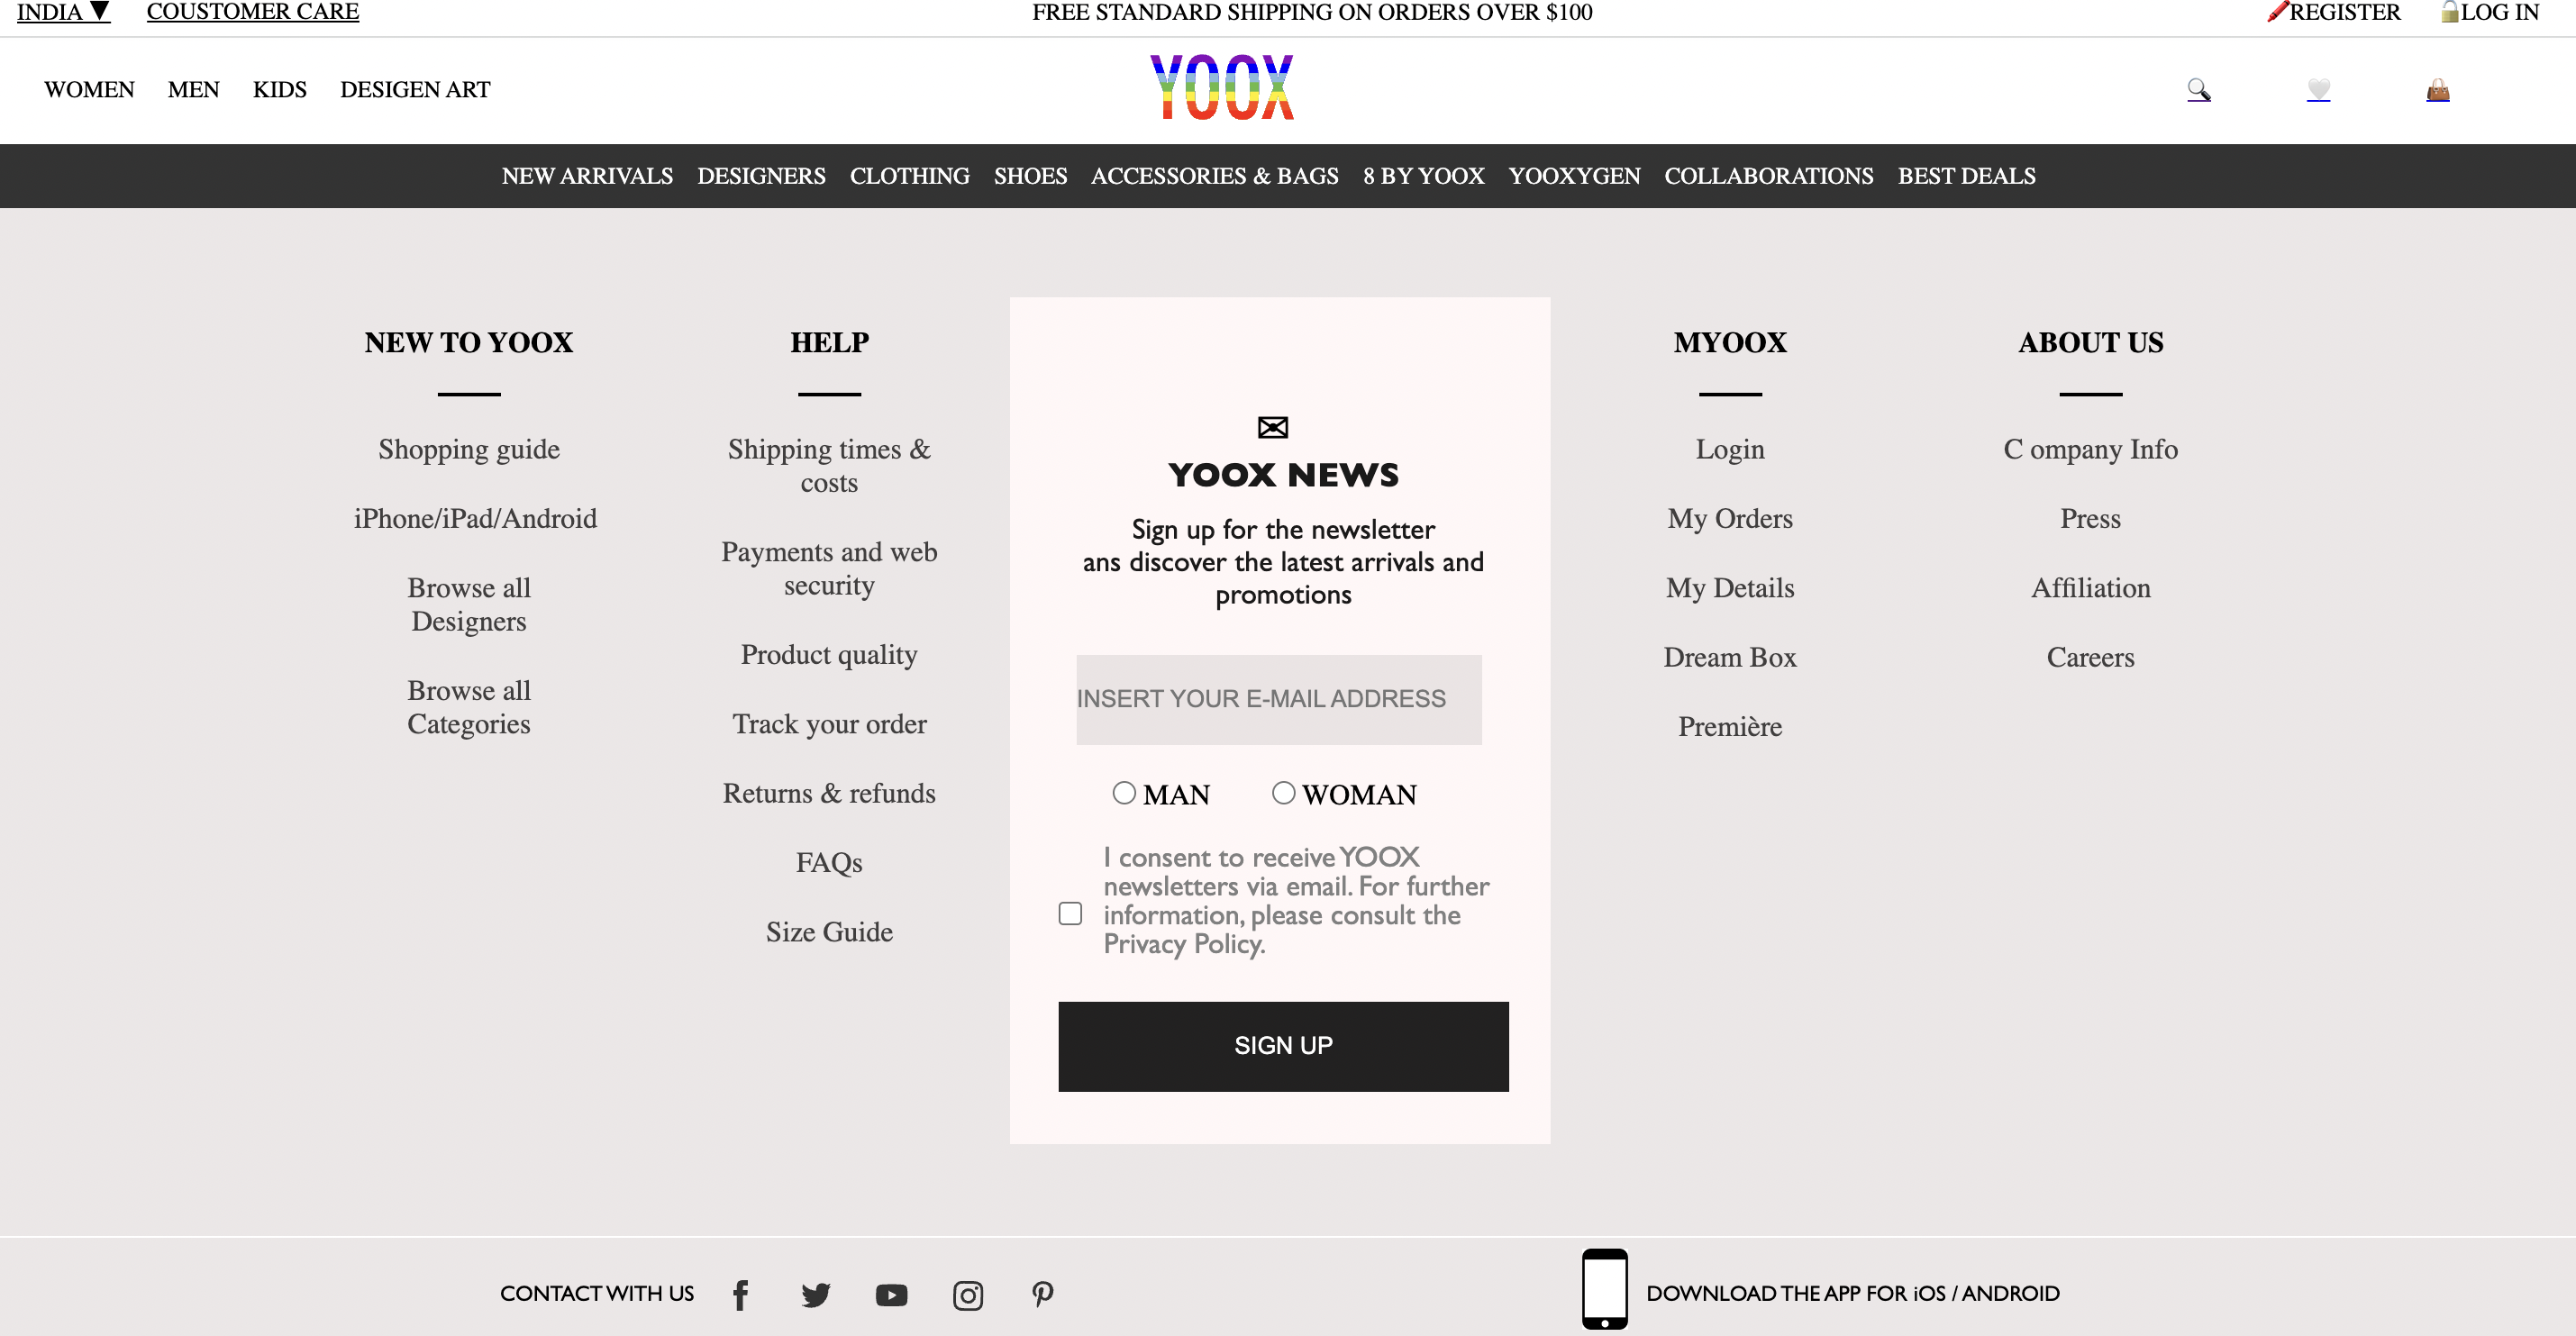 INDIA ▼ COUSTOMER CARE
FREE STANDARD SHIPPING ON ORDERS OVER $100
REGISTER LOG IN
WOMEN MEN KIDS DESIGEN ART
YOOX
NEW ARRIVALS DESIGNERS CLOTHING SHOES ACCESSORIES & BAGS 8 BY YOOX YOOXYGEN COLLABORATIONS BEST DEALS
NEW TO YOOX
Shopping guide
iPhone/iPad/Android
Browse all
Designers
Browse all
Categories
HELP
Shipping times &
costs
Payments and web
security
Product quality
Track your order
Returns & refunds
FAQs
Size Guide
YOOX NEWS
Sign up for the newsletter
ans discover the latest arrivals and
promotions
INSERT YOUR E-MAIL ADDRESS
MAN WOMAN
I consent to receive YOOX
newsletters via email. For further
information, please consult the
Privacy Policy.
SIGN UP
MYOOX
Login
My Orders
My Details
Dream Box
Première
ABOUT US
C ompany Info
Press
Affiliation
Careers
CONTACT WITH US
DOWNLOAD THE APP FOR iOS / ANDROID